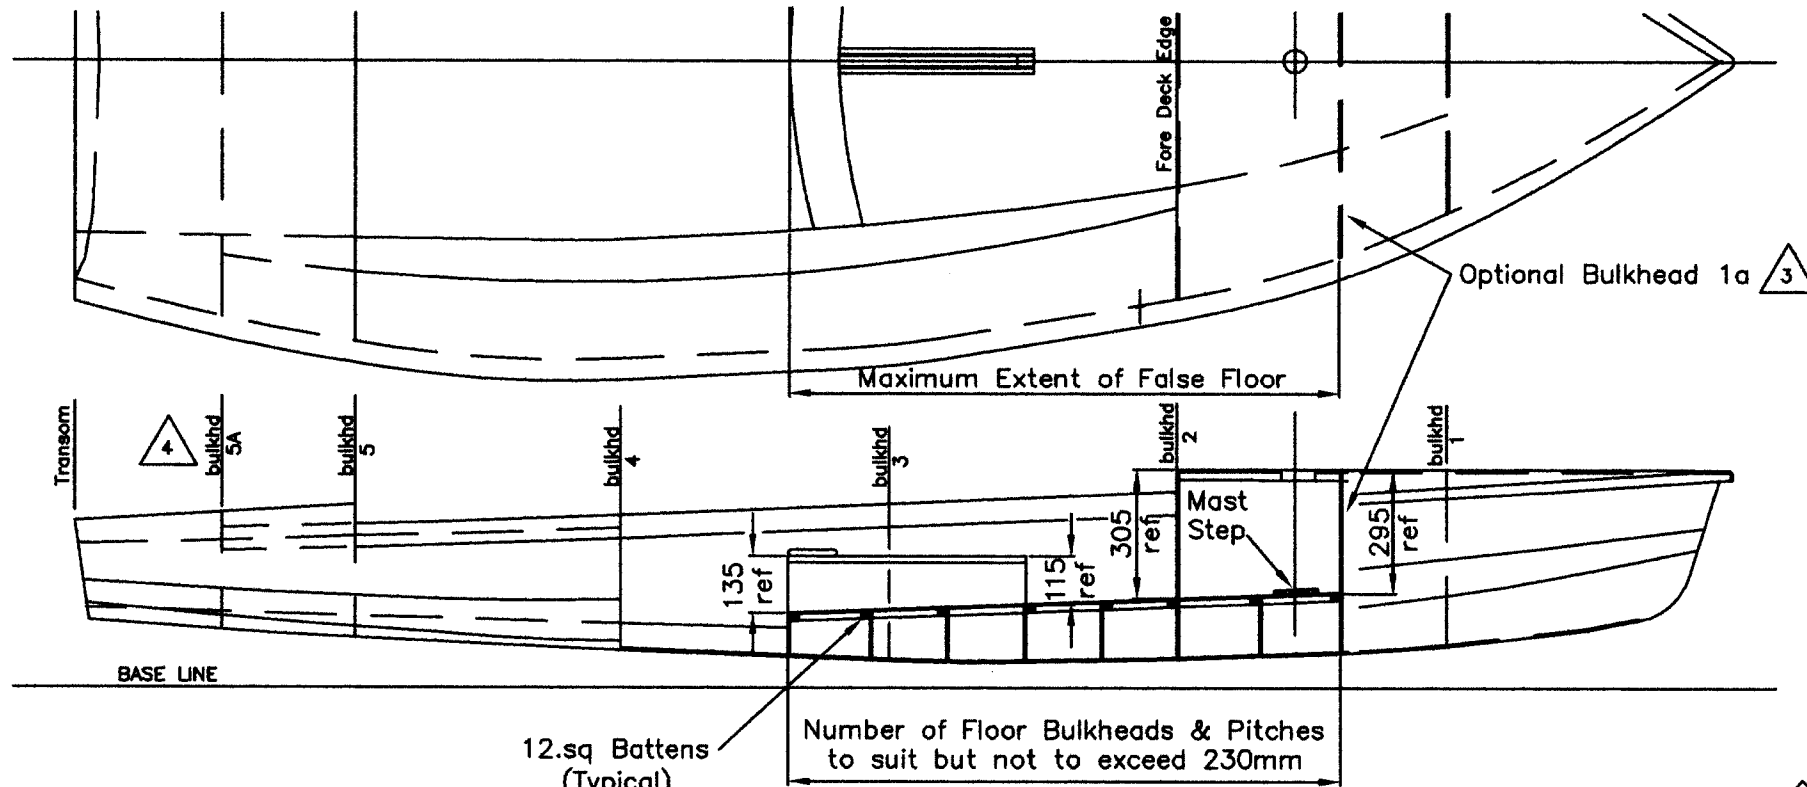 Fore Deck Edge
Optional Bulkhead 1a
3
Maximum Extent of False Floor
Transom
4
bulkhd
5A
bulkhd
5
bulkhd
4
bulkhd
3
bulkhd
2
bulkhd
1
Mast
Step
305
ref
295
ref
135
ref
115
ref
BASE LINE
12.sq Battens
(Typical)
Number of Floor Bulkheads & Pitches
to suit but not to exceed 230mm